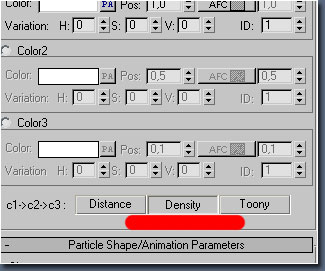 Color: PA Pos: 1,0 AFC 1,0
Variation: H: 0 S: 0 V: 0 ID: 1
Color2
Color: PA Pos: 0,5 AFC 0,5
Variation H: 0 S: 0 V: 0 ID: 1
Color3
Color: PA Pos: 0,1 AFC 0,1
Variation H: 0 S: 0 V: 0 ID: 1
c1->c2->c3 : Distance Density Toony
- Particle Shape/Animation Parameters